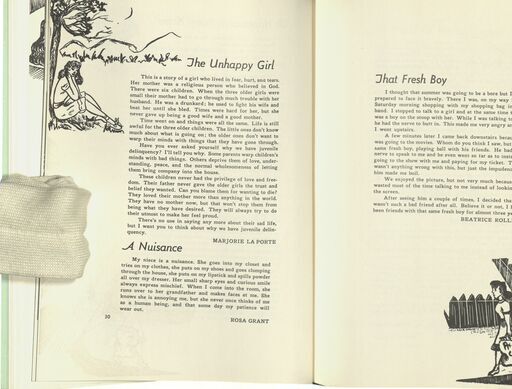 The Unhappy Girl
This is a story of a girl who lived in fear, hurt, and tears.
Her mother was a religious person who believed in God.
There were six children. When the three older girls were
small their mother had to go through much trouble with her
husband. He was a drunkard; he used to fight his wife and
beat her until she bled. Times were hard for her, but she
never gave up being a good wife and a good mother.
Time went on and things were all the same. Life is still
awful for the three older children. The little ones don't know
much about what is going on; the older ones don't want to
warp their minds with things that they have gone through.
Have you ever asked yourself why we have juvenile
delinquency? I'll tell you why. Some parents warp children's
minds with bad things. Others deprive them of love, under-
standing, peace, and the normal wholesomeness of letting
them bring company into the house.
These children never had the privilege of love and free-
dom. Their father never gave the older girls the trust and
belief they wanted. Can you blame them for wanting to die?
They loved their mother more than anything in the world.
They have no mother now, but that won't stop them from
being what they have desired. They will always try to do
their utmost to make her feel proud.
There's no use in saying any more about their sad life,
but I want you to think about why we have juvenile delin-
quency.
MARJORIE LA PORTE
A Nuisance
My niece is a nuisance. She goes into my closet and
tries on my clothes, she puts on my shoes and goes clumping
through the house, she puts on my lipstick and spills powder
all over my dresser. Her small sharp eyes and curious smile
always express mischief. When I come into the room, she
runs over to her grandfather and makes faces at me. She
knows she is annoying me, but she never once thinks of me
as a human being, and that some day my patience will
wear out.
ROSA GRANT
10
That Fresh Boy
I thought that summer was going to be a bore but I
prepared to face it bravely. There I was, on my way
Saturday morning shopping with my shopping bag in
hand. I stopped to talk to a girl and at the same time
was a boy on the stoop with her. While I was talking to
he had the nerve to butt in. This made me very angry so
I went upstairs.
A few minutes later I came back downstairs because
was going to the movies. Whom do you think I saw, but
same fresh boy, playing ball with his friends. He had
nerve to speak to me and he even went so far as to insist
going to the show with me and paying for my ticket. T
wasn't anything wrong with this, but just the impuden
him made me boil.
We enjoyed the picture, but not very much because
wasted most of the time talking to me instead of looking
the screen.
After seeing him a couple of times, I decided tha
wasn't such a bad friend after all. Believe it or not, I h
been friends with that same fresh boy for almost three ye
BEATRICE ROLL